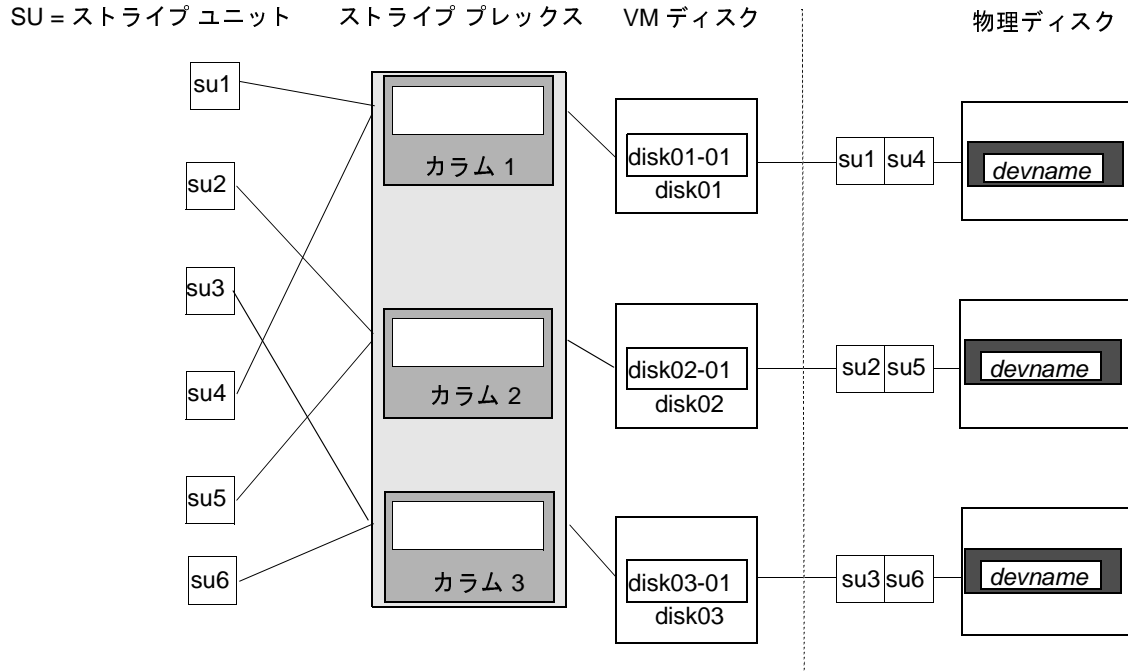 SU = ストライプ ユニット
ストライプ プレックス
VM ディスク
物理ディスク
su1
su2
su3
su4
su5
su6
カラム 1
カラム 2
カラム 3
disk01-01
disk01
disk02-01
disk02
disk03-01
disk03
su1 su4
devname
su2 su5
devname
su3 su6
devname